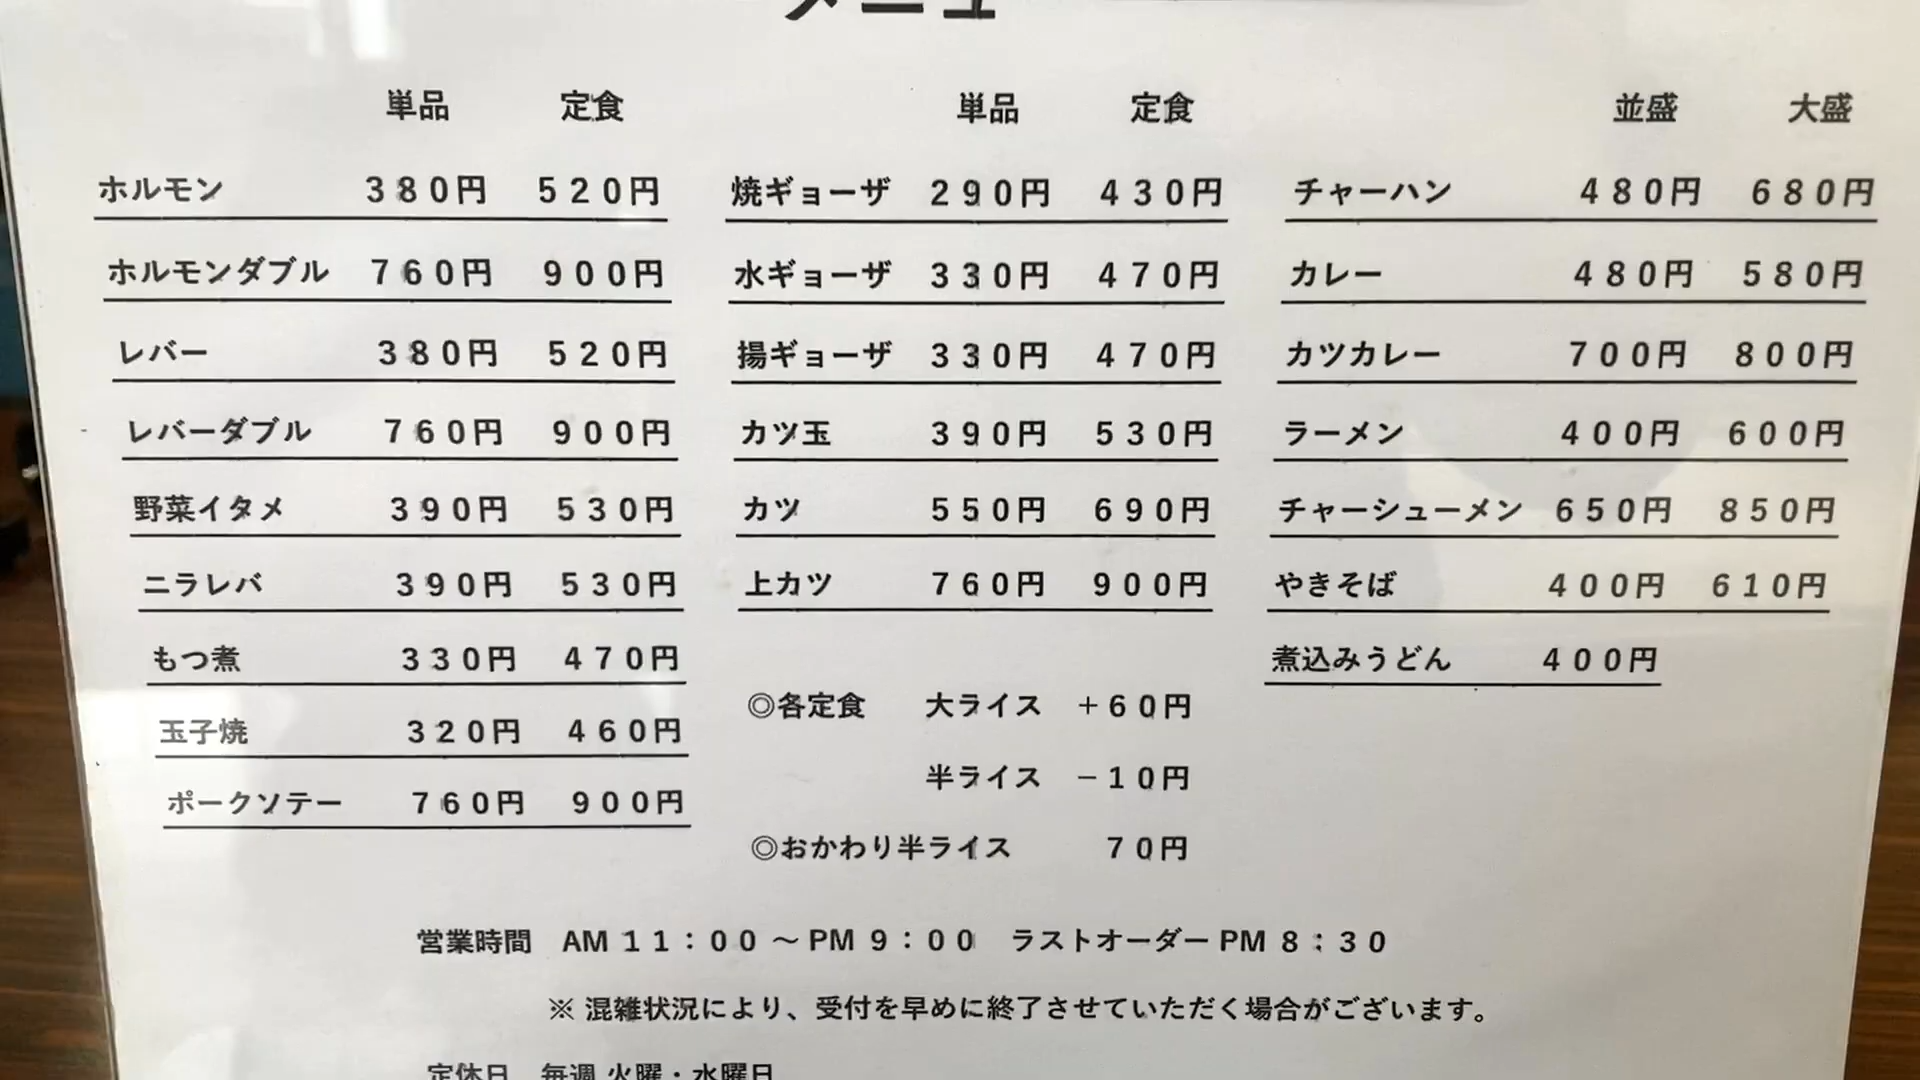 メニュー
単品 定食
ホルモン 380円 520円
ホルモンダブル 760円 900円
レバー 380円 520円
レバーダブル 760円 900円
野菜イタメ 390円 530円
ニラレバ 390円 530円
もつ煮 330円 470円
玉子焼 320円 460円
ポークソテー 760円 900円
単品 定食
焼ギョーザ 290円 430円
水ギョーザ 330円 470円
揚ギョーザ 330円 470円
カツ玉 390円 530円
カツ 550円 690円
上カツ 760円 900円
◎各定食 大ライス +60円
半ライス −10円
◎おかわり半ライス 70円
並盛 大盛
チャーハン 480円 680円
カレー 480円 580円
カツカレー 700円 800円
ラーメン 400円 600円
チャーシューメン 650円 850円
やきそば 400円 610円
煮込みうどん 400円
営業時間 AM 11：00 〜 PM 9：00 ラストオーダー PM 8：30
※ 混雑状況により、受付を早めに終了させていただく場合がございます。
定休日 毎週 火曜・水曜日